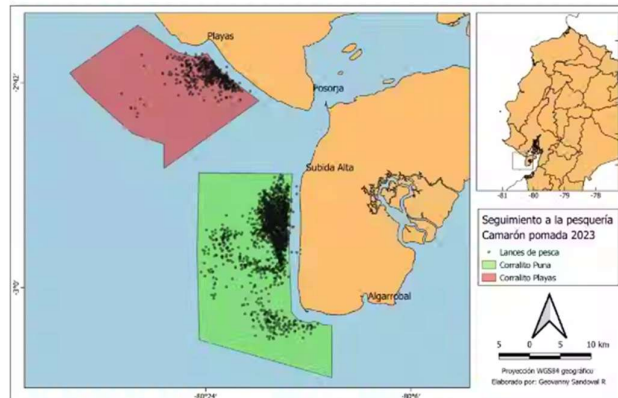 Playas
Posorja
Subida Alta
Algarrobal
-2°42'
-3°0'
-80°24'
-81
-80
-79
-78
Seguimiento a la pesquería
Camarón pomada 2023
Lances de pesca
Corralito Puna
Corralito Playas
5 0 5 10 km
Proyección WGS84 geográfico
Elaborado por: Geovanny Sandoval R